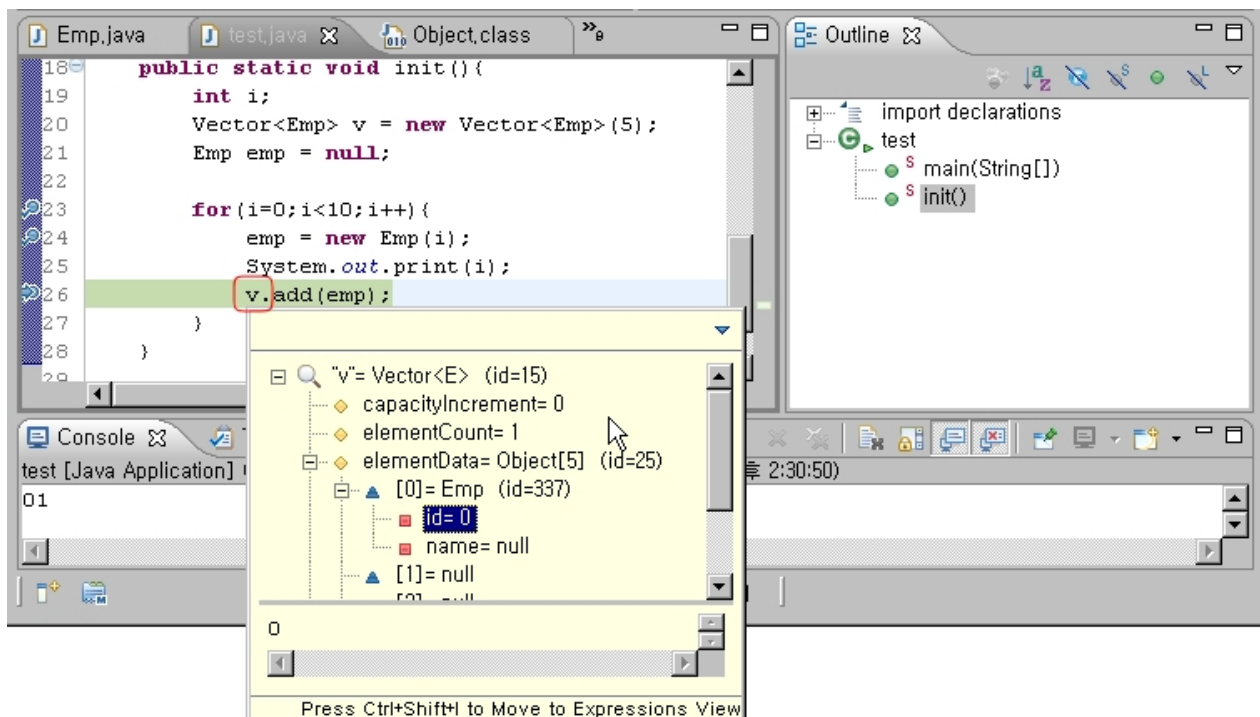 Emp.java test.java Object.class »8
18 public static void init(){
19 int i;
20 Vector<Emp> v = new Vector<Emp>(5);
21 Emp emp = null;
22
23 for(i=0;i<10;i++){
24 emp = new Emp(i);
25 System.out.print(i);
26 v.add(emp);
27 }
28 }
29
Outline
import declarations
test
main(String[])
init()
"v"= Vector<E> (id=15)
capacityIncrement= 0
elementCount= 1
elementData= Object[5] (id=25)
[0]= Emp (id=337)
id= 0
name= null
[1]= null
0
Press Ctrl+Shift+I to Move to Expressions View
Console
test [Java Application] 후 2:30:50)
01